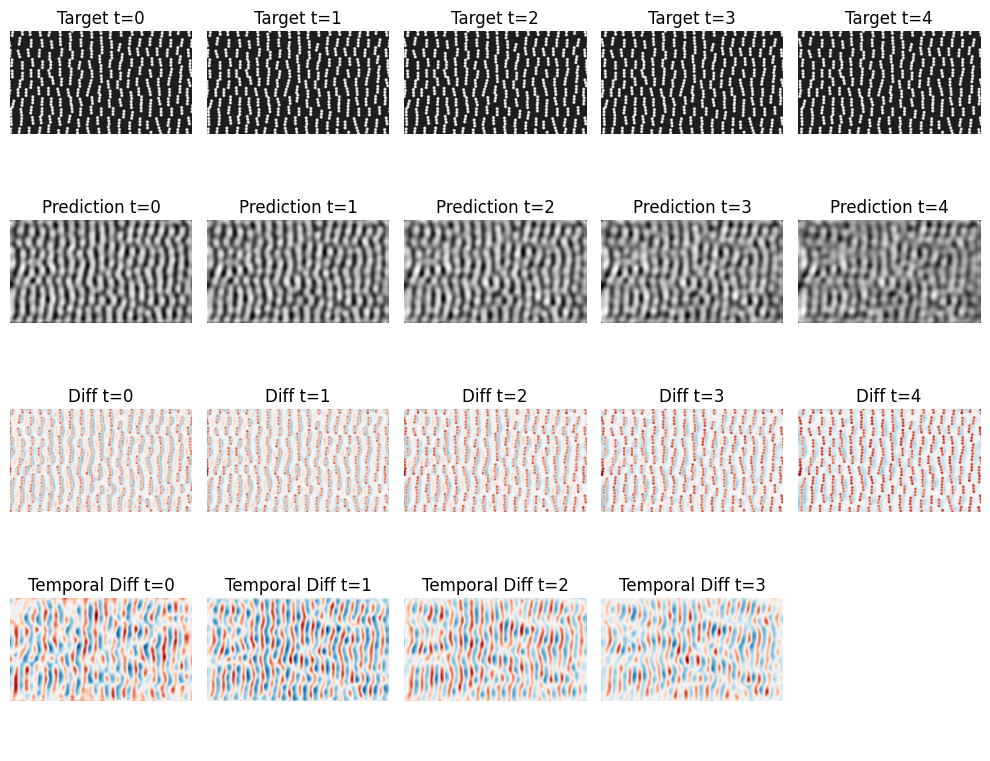 Target t=0
Target t=1
Target t=2
Target t=3
Target t=4
Prediction t=0
Prediction t=1
Prediction t=2
Prediction t=3
Prediction t=4
Diff t=0
Diff t=1
Diff t=2
Diff t=3
Diff t=4
Temporal Diff t=0
Temporal Diff t=1
Temporal Diff t=2
Temporal Diff t=3